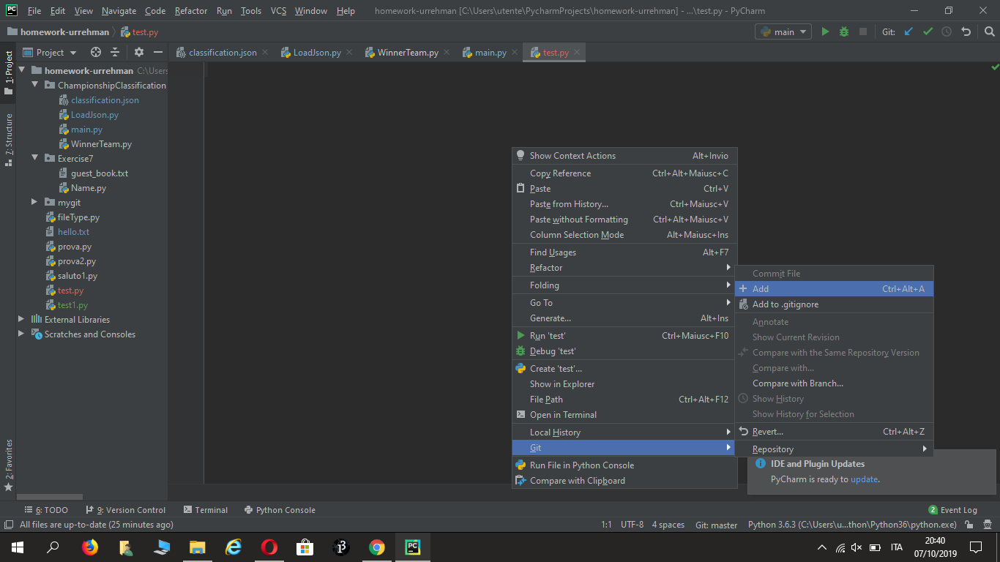 PC File Edit View Navigate Code Refactor Run Tools VCS Window Help homework-urrehman [C:\Users\utente\PycharmProjects\homework-urrehman] - ...\test.py - PyCharm
homework-urrehman test.py main Git:
Project classification.json LoadJson.py WinnerTeam.py main.py test.py
1: Project
7: Structure
2: Favorites
homework-urrehman C:\Users
ChampionshipClassification
classification.json
LoadJson.py
main.py
WinnerTeam.py
Exercise7
guest_book.txt
Name.py
mygit
fileType.py
hello.txt
prova.py
prova2.py
saluto1.py
test.py
test1.py
External Libraries
Scratches and Consoles
Show Context Actions Alt+Invio
Copy Reference Ctrl+Alt+Maiusc+C
Paste Ctrl+V
Paste from History... Ctrl+Maiusc+V
Paste without Formatting Ctrl+Alt+Maiusc+V
Column Selection Mode Alt+Maiusc+Ins
Find Usages Alt+F7
Refactor
Folding
Go To
Generate... Alt+Ins
Run 'test' Ctrl+Maiusc+F10
Debug 'test'
Create 'test'...
Show in Explorer
File Path Ctrl+Alt+F12
Open in Terminal
Local History
Git
Run File in Python Console
Compare with Clipboard
Commit File
Add Ctrl+Alt+A
Add to .gitignore
Annotate
Show Current Revision
Compare with the Same Repository Version
Compare with...
Compare with Branch...
Show History
Show History for Selection
Revert... Ctrl+Alt+Z
Repository
IDE and Plugin Updates
PyCharm is ready to update.
6: TODO 9: Version Control Terminal Python Console 2 Event Log
All files are up-to-date (25 minutes ago) 1:1 UTF-8 4 spaces Git: master Python 3.6.3 (C:\Users\u...thon\Python36\python.exe)
PC ITA 20:40
07/10/2019